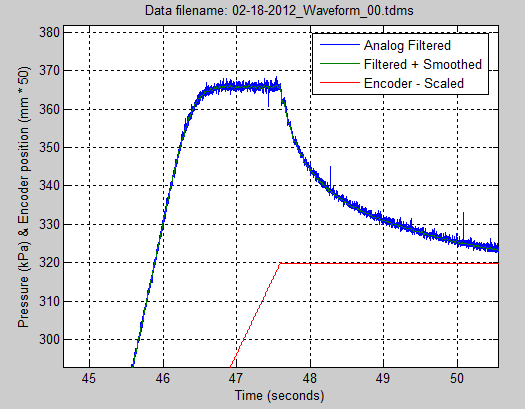 Data filename: 02-18-2012_Waveform_00.tdms
Analog Filtered
Filtered + Smoothed
Encoder - Scaled
Pressure (kPa) & Encoder position (mm * 50)
380
370
360
350
340
330
320
310
300
45 46 47 48 49 50
Time (seconds)